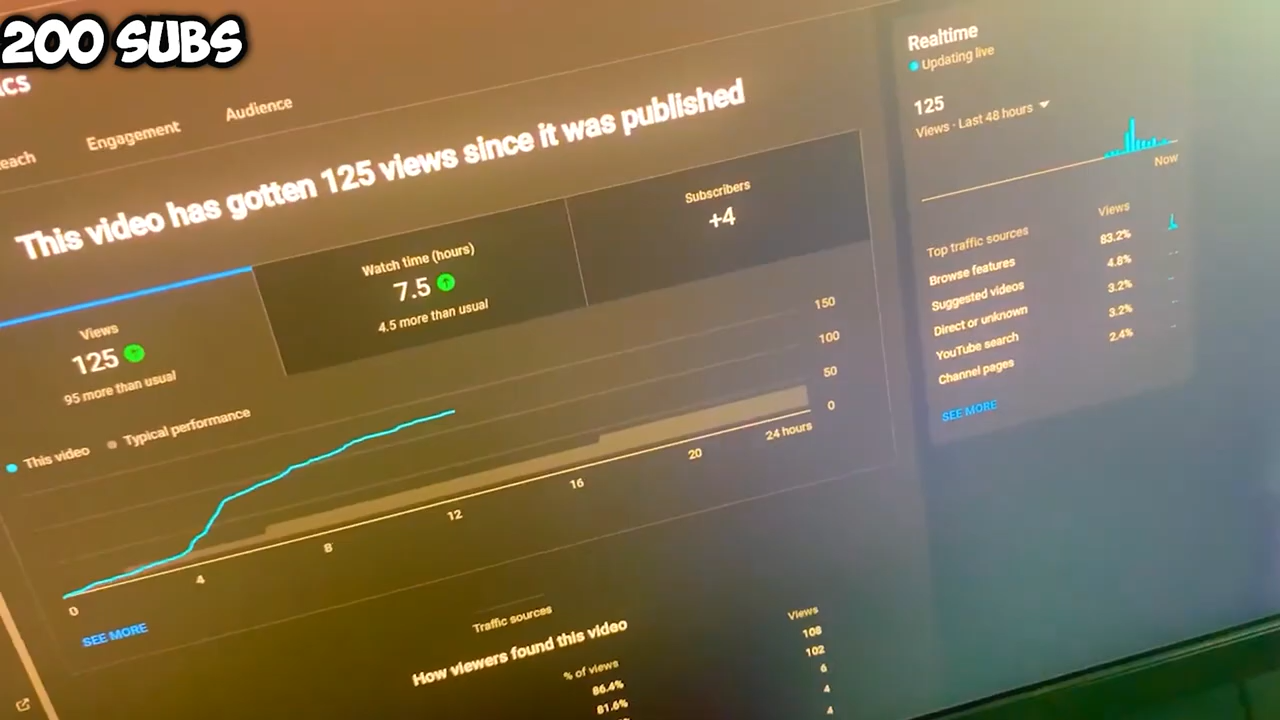 200 SUBS
Engagement
Audience
This video has gotten 125 views since it was published
Views
125
95 more than usual
Watch time (hours)
7.5
4.5 more than usual
Subscribers
+4
This video
Typical performance
150
100
50
0
0
4
8
12
16
20
24 hours
SEE MORE
Traffic sources
How viewers found this video
% of views
Views
86.4%
108
81.6%
102
6
4
4
Realtime
Updating live
125
Views · Last 48 hours
Now
Top traffic sources
Views
Browse features
83.2%
Suggested videos
4.8%
Direct or unknown
3.2%
YouTube search
3.2%
Channel pages
2.4%
SEE MORE